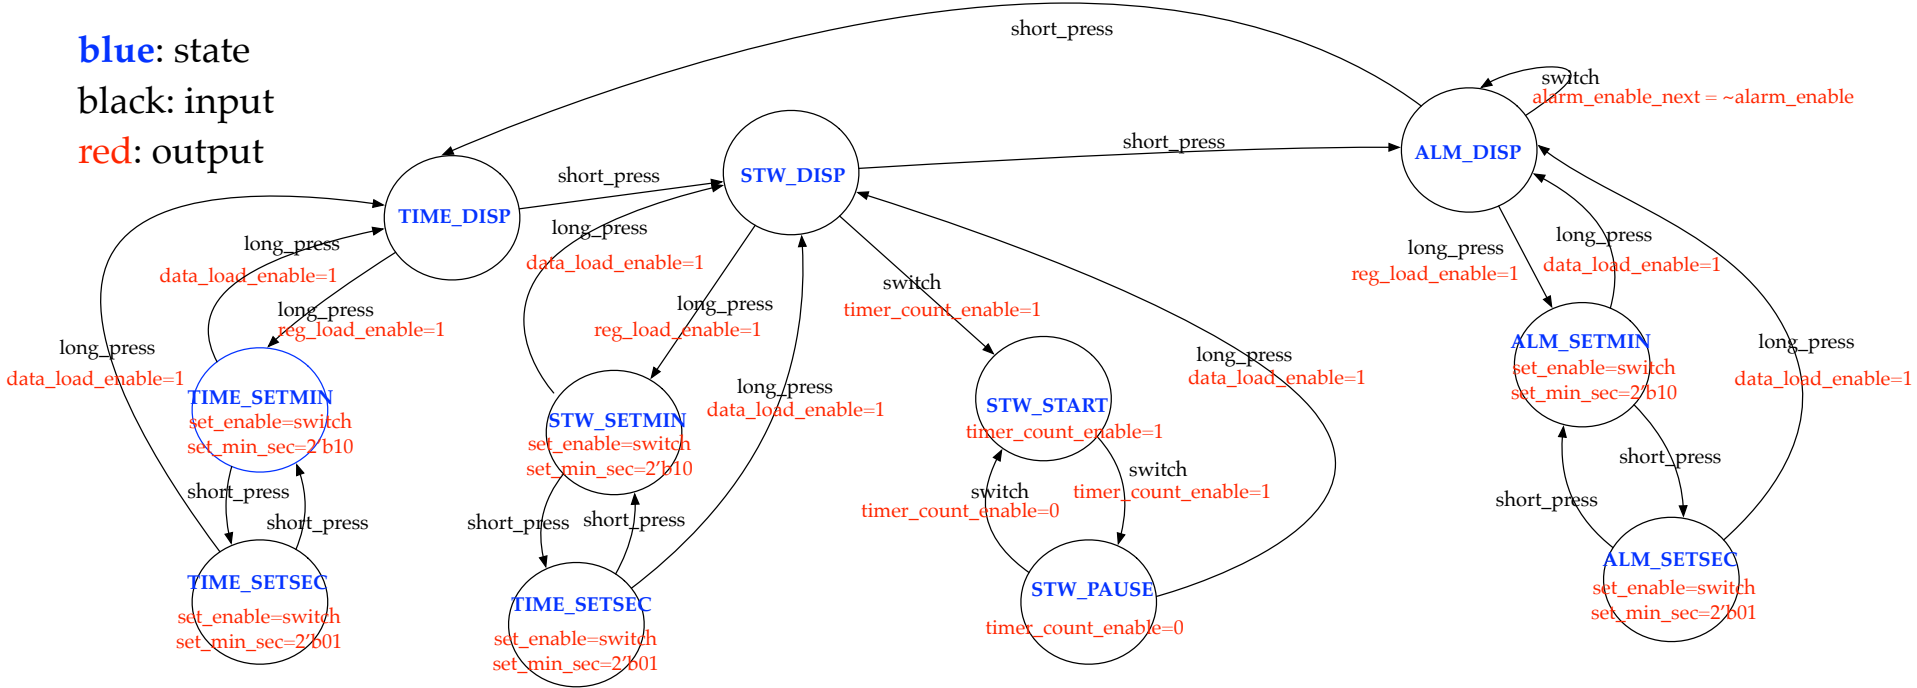 blue: state
black: input
red: output
short_press
switch
alarm_enable_next = ~alarm_enable
short_press
ALM_DISP
short_press
STW_DISP
TIME_DISP
long_press
data_load_enable=1
long_press
reg_load_enable=1
long_press
data_load_enable=1
long_press
reg_load_enable=1
switch
timer_count_enable=1
long_press
reg_load_enable=1
long_press
data_load_enable=1
long_press
data_load_enable=1
TIME_SETMIN
set_enable=switch
set_min_sec=2'b10
STW_SETMIN
set_enable=switch
set_min_sec=2'b10
long_press
data_load_enable=1
STW_START
timer_count_enable=1
long_press
data_load_enable=1
ALM_SETMIN
set_enable=switch
set_min_sec=2'b10
long_press
data_load_enable=1
short_press
short_press
short_press
short_press
switch
timer_count_enable=0
switch
timer_count_enable=1
short_press
short_press
TIME_SETSEC
set_enable=switch
set_min_sec=2'b01
TIME_SETSEC
set_enable=switch
set_min_sec=2'b01
STW_PAUSE
timer_count_enable=0
ALM_SETSEC
set_enable=switch
set_min_sec=2'b01